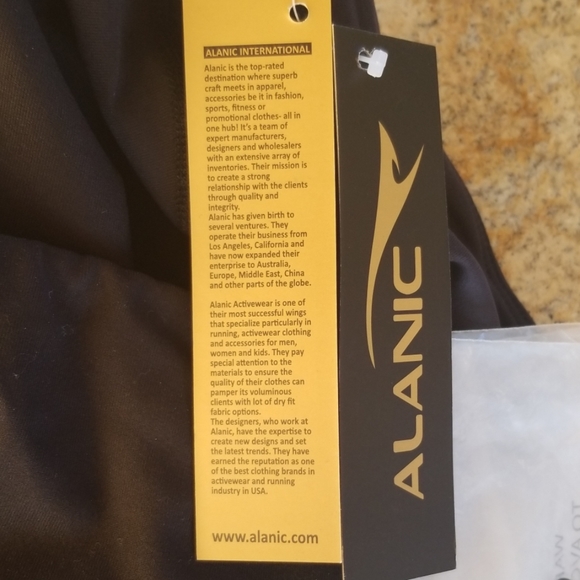 ALANIC INTERNATIONAL
Alanic is the top-rated
destination where superb
craft meets in apparel,
accessories be it in fashion,
sports, fitness or
promotional clothes- all in
one hub! It's a team of
expert manufacturers,
designers and wholesalers
with an extensive array of
inventories. Their mission is
to create a strong
relationship with the clients
through quality and
integrity.
Alanic has given birth to
several ventures. They
operate their business from
Los Angeles, California and
have now expanded their
enterprise to Australia,
Europe, Middle East, China
and other parts of the globe.
Alanic Activewear is one of
their most successful wings
that specialize particularly in
running, activewear clothing
and accessories for men,
women and kids. They pay
special attention to the
materials to ensure the
quality of their clothes can
pamper its voluminous
clients with lot of dry fit
fabric options.
The designers, who work at
Alanic, have the expertise to
create new designs and set
the latest trends. They have
earned the reputation as one
of the best clothing brands in
activewear and running
industry in USA.
www.alanic.com
ALANIC